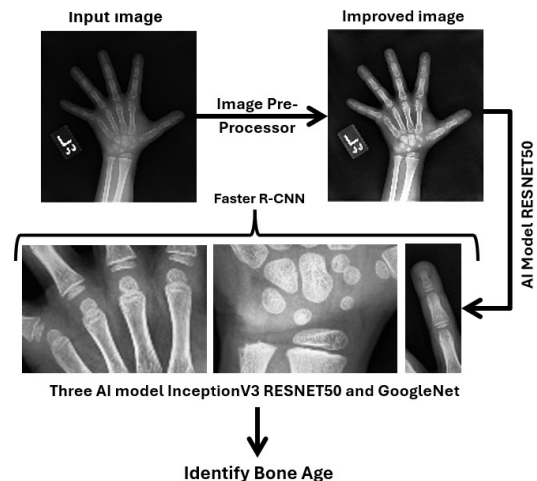 Input image
Improved image
Image Pre-
Processor
AI Model RESNET50
Faster R-CNN
Three AI model InceptionV3 RESNET50 and GoogleNet
Identify Bone Age